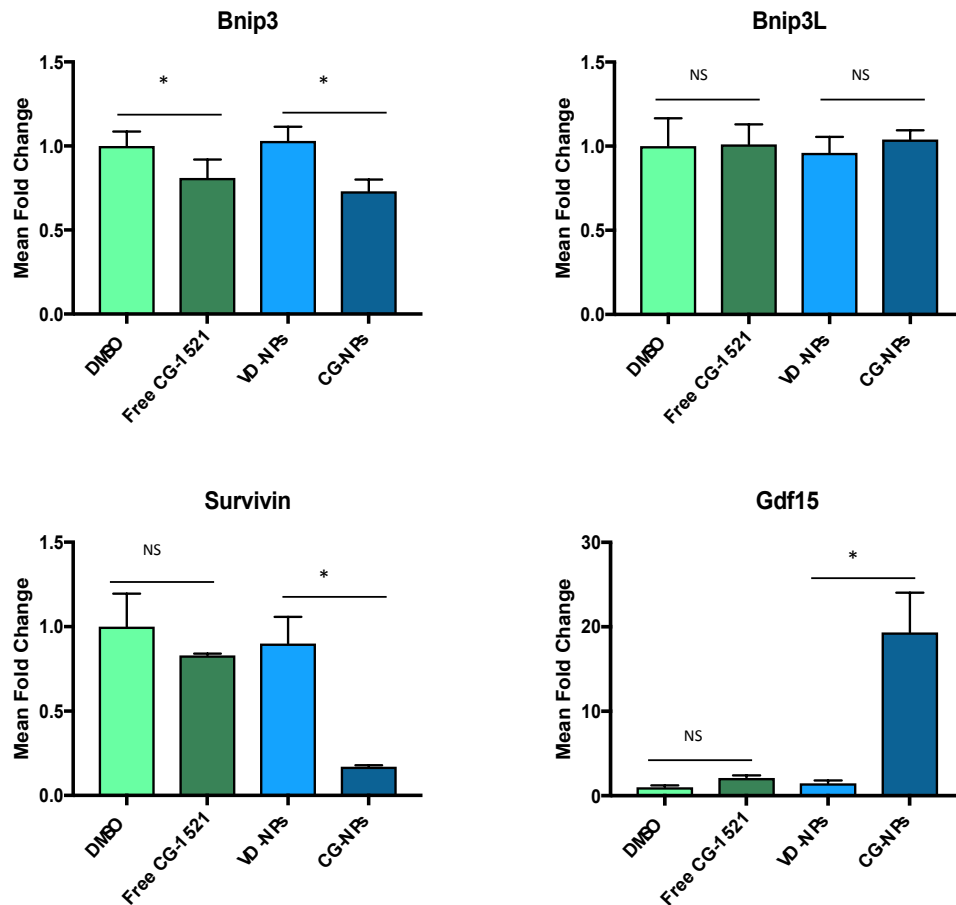 Bnip3
Mean Fold Change
1.5
1.0
0.5
0.0
*
*
DMSO
Free CG-1521
VD-NPs
CG-NPs
Bnip3L
Mean Fold Change
1.5
1.0
0.5
0.0
NS
NS
DMSO
Free CG-1521
VD-NPs
CG-NPs
Survivin
Mean Fold Change
1.5
1.0
0.5
0.0
NS
*
DMSO
Free CG-1521
VD-NPs
CG-NPs
Gdf15
Mean Fold Change
30
20
10
0
NS
*
DMSO
Free CG-1521
VD-NPs
CG-NPs